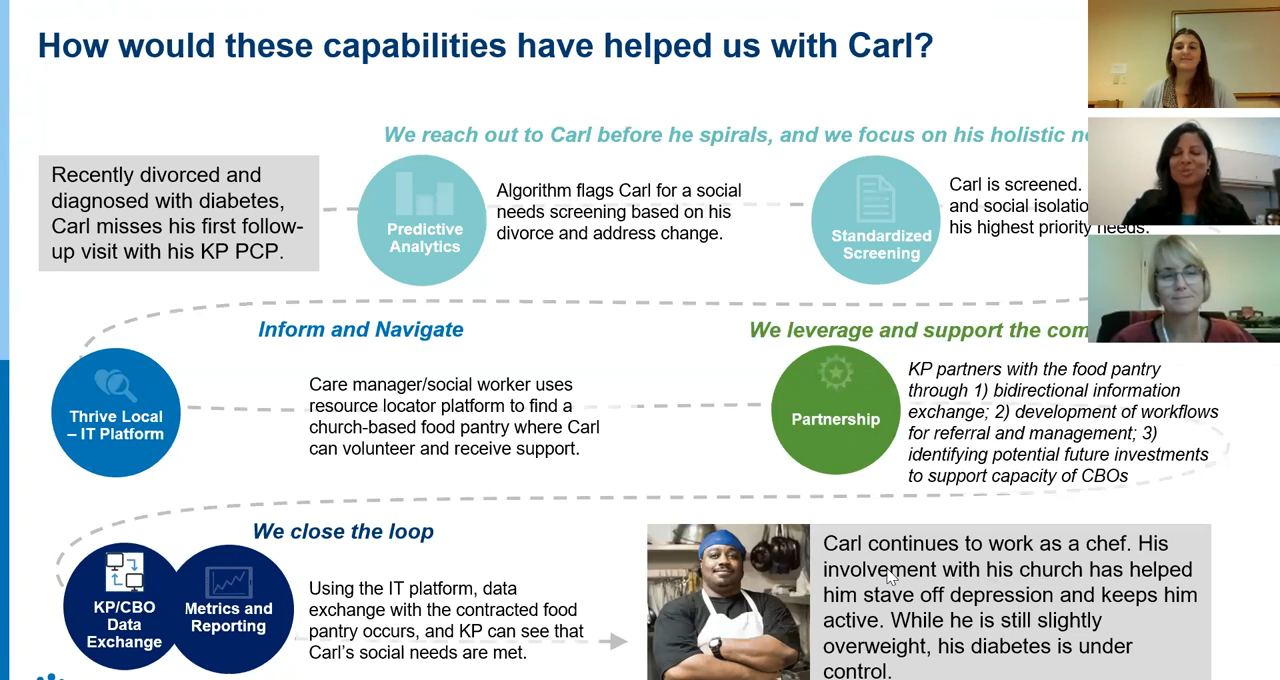 How would these capabilities have helped us with Carl?
We reach out to Carl before he spirals, and we focus on his holistic
Recently divorced and
diagnosed with diabetes,
Carl misses his first follow-
up visit with his KP PCP.
Predictive
Analytics
Algorithm flags Carl for a social
needs screening based on his
divorce and address change.
Standardized
Screening
Carl is screened.
and social
his highest priority needs.
Inform and Navigate
Thrive Local
– IT Platform
Care manager/social worker uses
resource locator platform to find a
church-based food pantry where Carl
can volunteer and receive support.
We leverage and support the
Partnership
KP partners with the food pantry
through 1) bidirectional information
exchange; 2) development of workflows
for referral and management; 3)
identifying potential future investments
to support capacity of CBOs
We close the loop
KP/CBO
Data
Exchange
Metrics and
Reporting
Using the IT platform, data
exchange with the contracted food
pantry occurs, and KP can see that
Carl's social needs are met.
Carl continues to work as a chef. His
involvement with his church has helped
him stave off depression and keeps him
active. While he is still slightly
overweight, his diabetes is under
control.